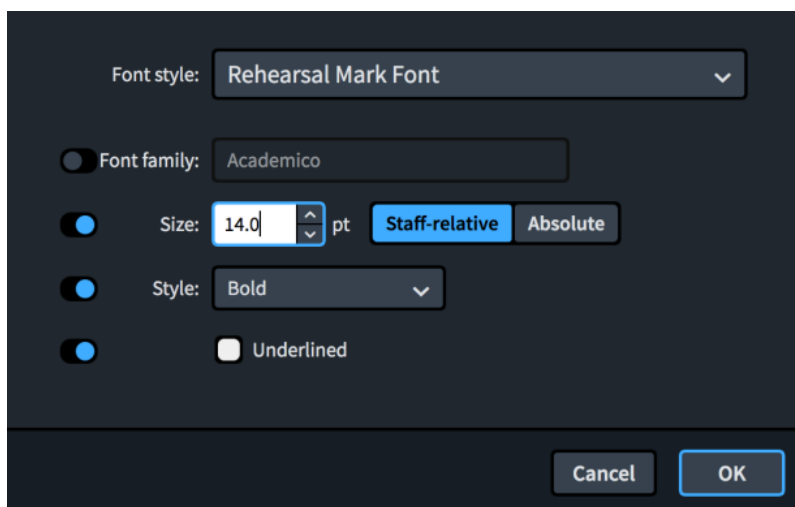 Font style: Rehearsal Mark Font
Font family: Academico
Size: 14.0 pt Staff-relative Absolute
Style: Bold
Underlined
Cancel OK